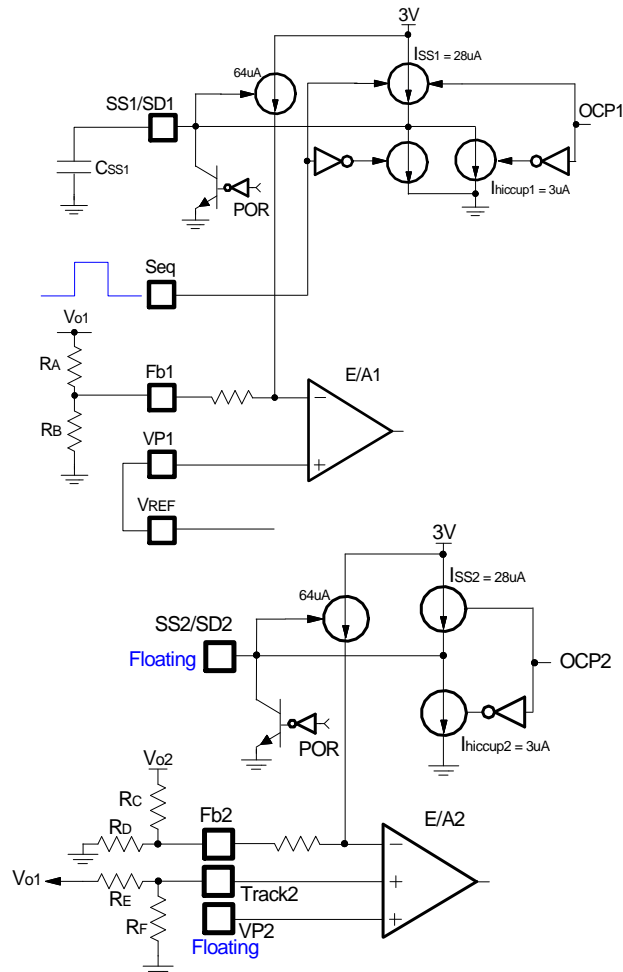 3V
ISS1 = 28uA
64uA
SS1/SD1
OCP1
CSS1
POR
Ihiccup1 = 3uA
Seq
Vo1
RA
Fb1
E/A1
RB
VP1
VREF
3V
ISS2 = 28uA
64uA
SS2/SD2
Floating
OCP2
POR
Ihiccup2 = 3uA
Vo2
RC
Fb2
E/A2
RD
Vo1
RE
Track2
RF
VP2
Floating